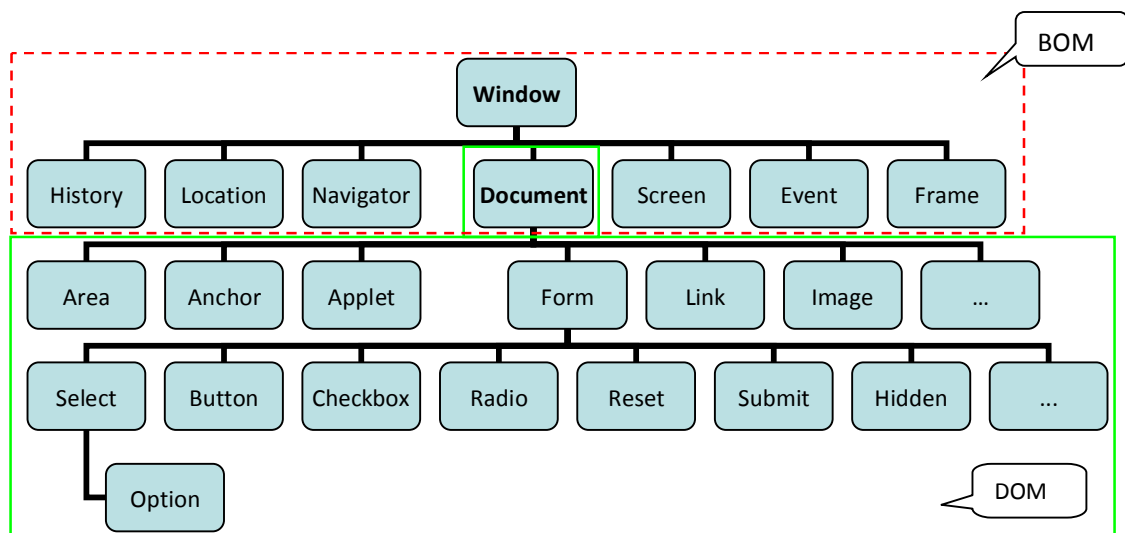 BOM
Window
History
Location
Navigator
Document
Screen
Event
Frame
Area
Anchor
Applet
Form
Link
Image
...
Select
Button
Checkbox
Radio
Reset
Submit
Hidden
...
Option
DOM